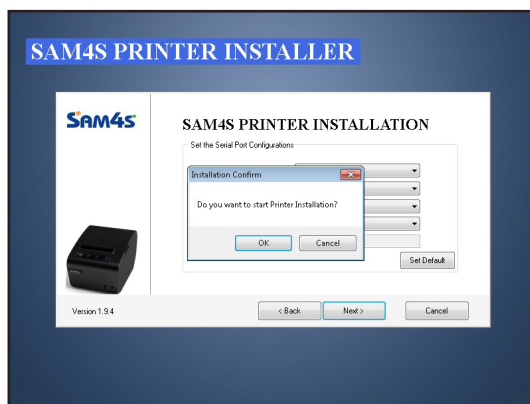 SAM4S PRINTER INSTALLER
SAM4S
SAM4S PRINTER INSTALLATION
Set the Serial Port Configurations
Installation Confirm
Do you want to start Printer Installation?
OK
Cancel
Set Default
Version 1.9.4
< Back
Next >
Cancel